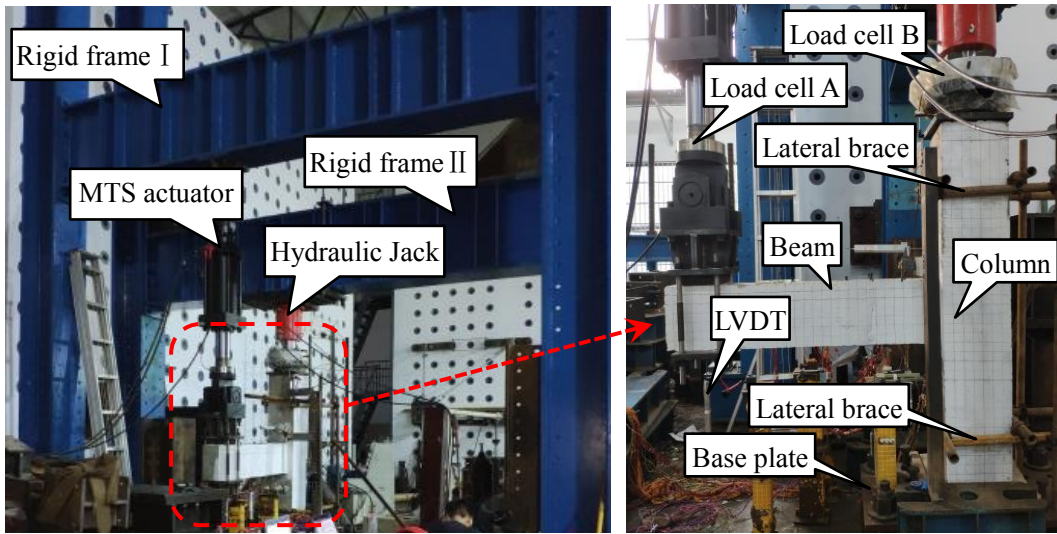 Rigid frame Ⅰ
Rigid frame Ⅱ
MTS actuator
Hydraulic Jack
Load cell B
Load cell A
Lateral brace
Beam
Column
LVDT
Lateral brace
Base plate